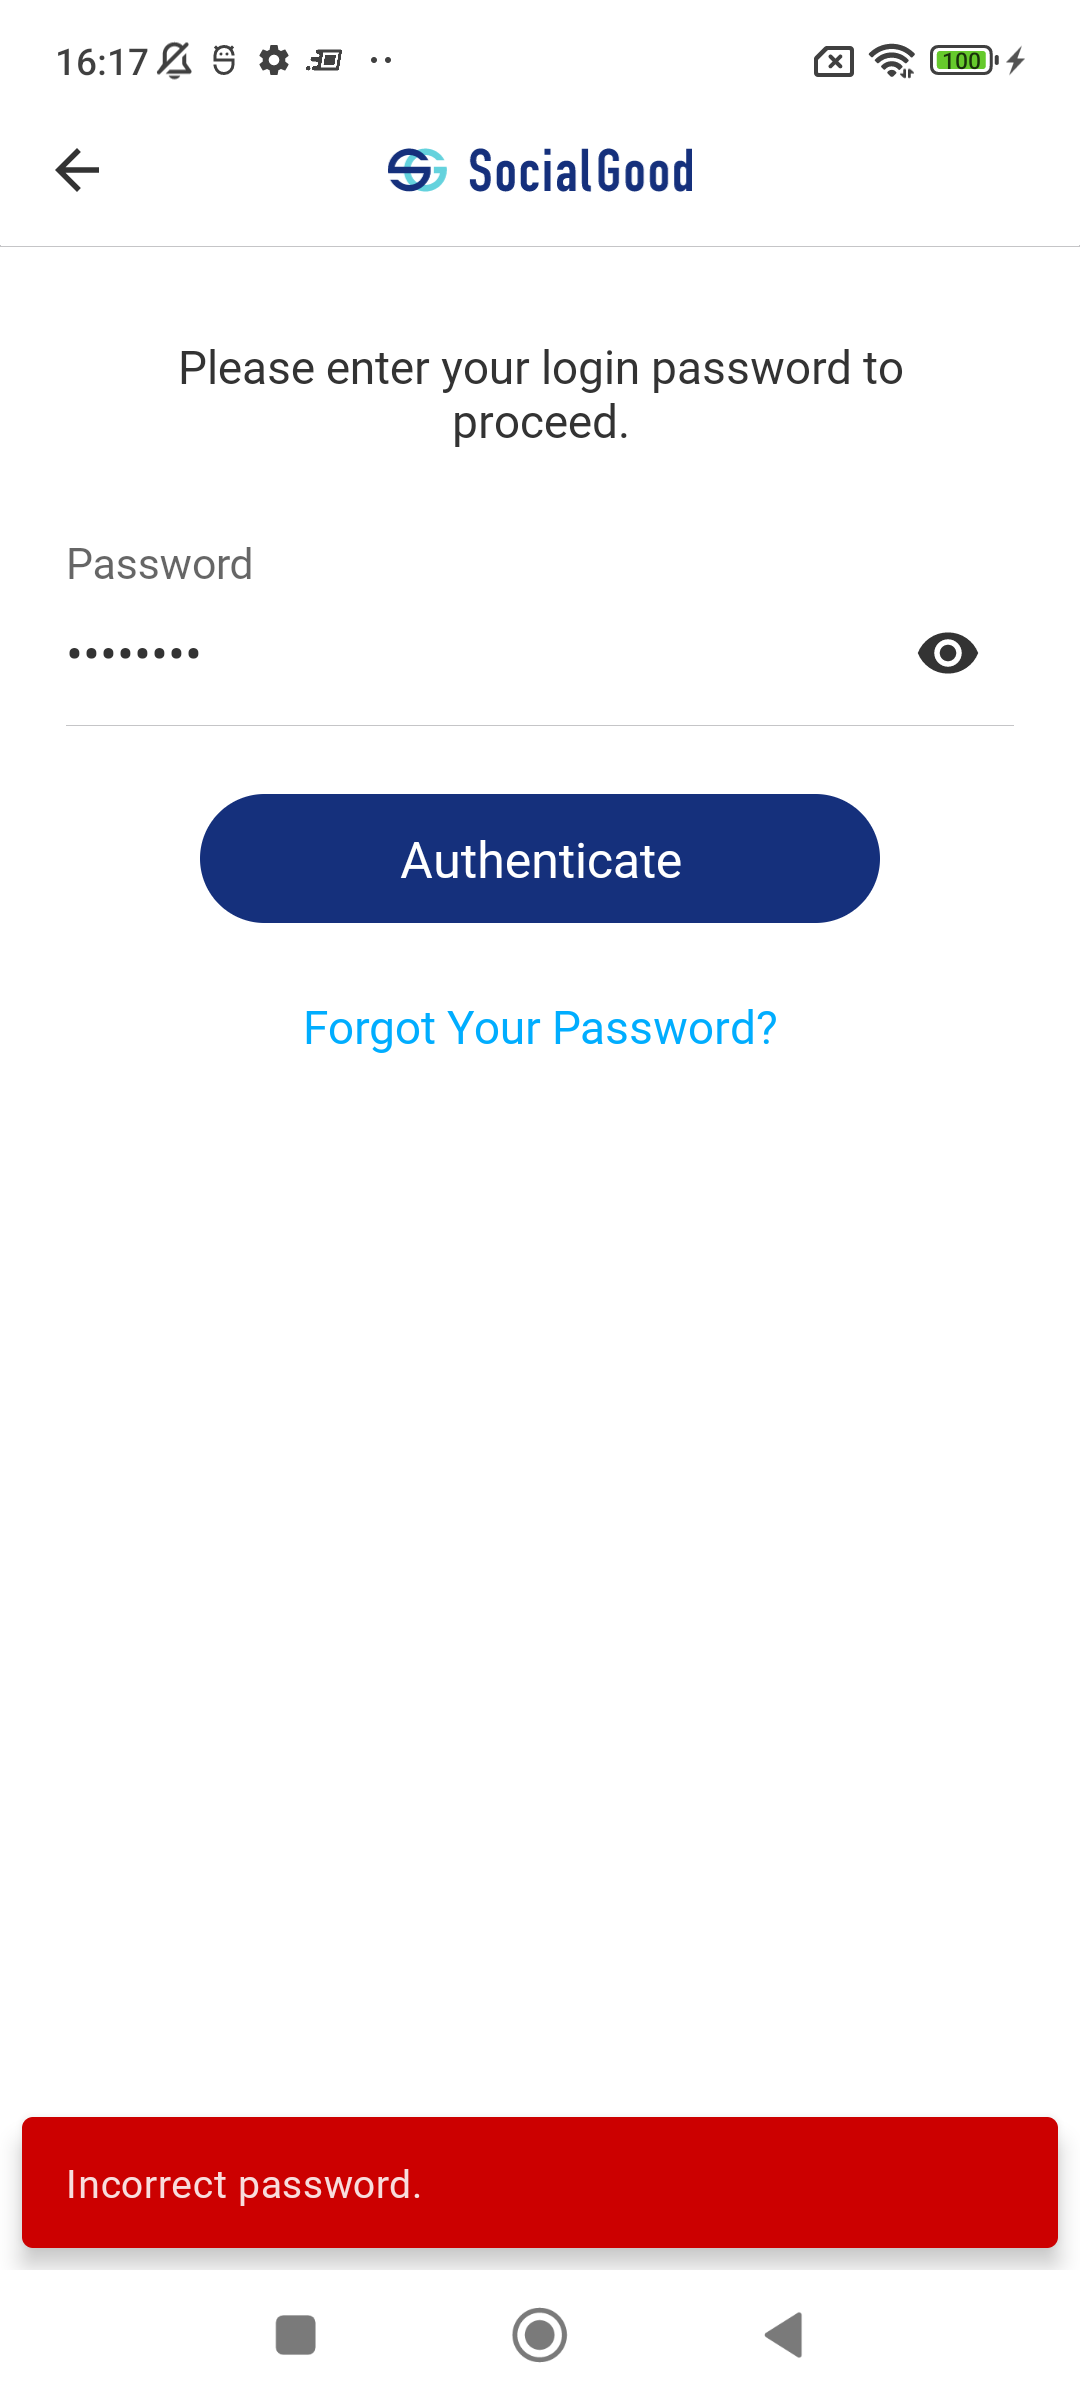 16:17
100
SocialGood
Please enter your login password to
proceed.
Password
••••••••
Authenticate
Forgot Your Password?
Incorrect password.